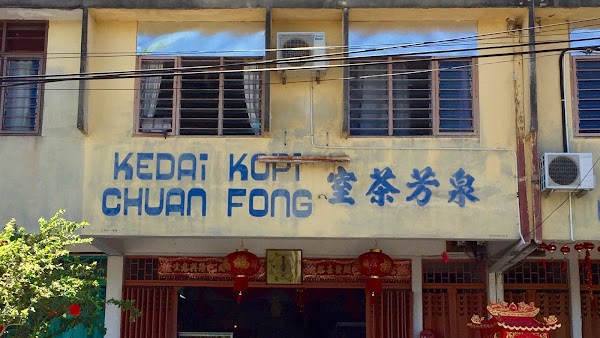 KEDAI KOPI
CHUAN FONG
室茶芳泉